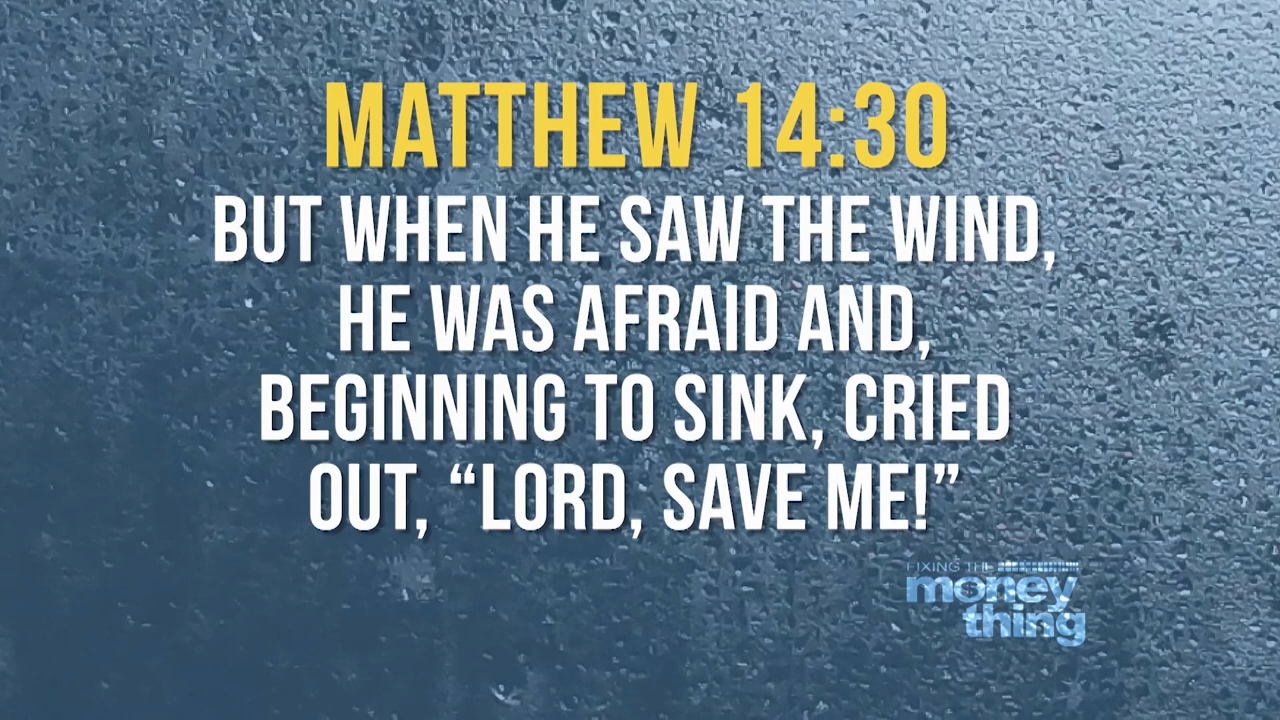 MATTHEW 14:30
BUT WHEN HE SAW THE WIND,
HE WAS AFRAID AND,
BEGINNING TO SINK, CRIED
OUT, “LORD, SAVE ME!”
FIXING THE
money
thing